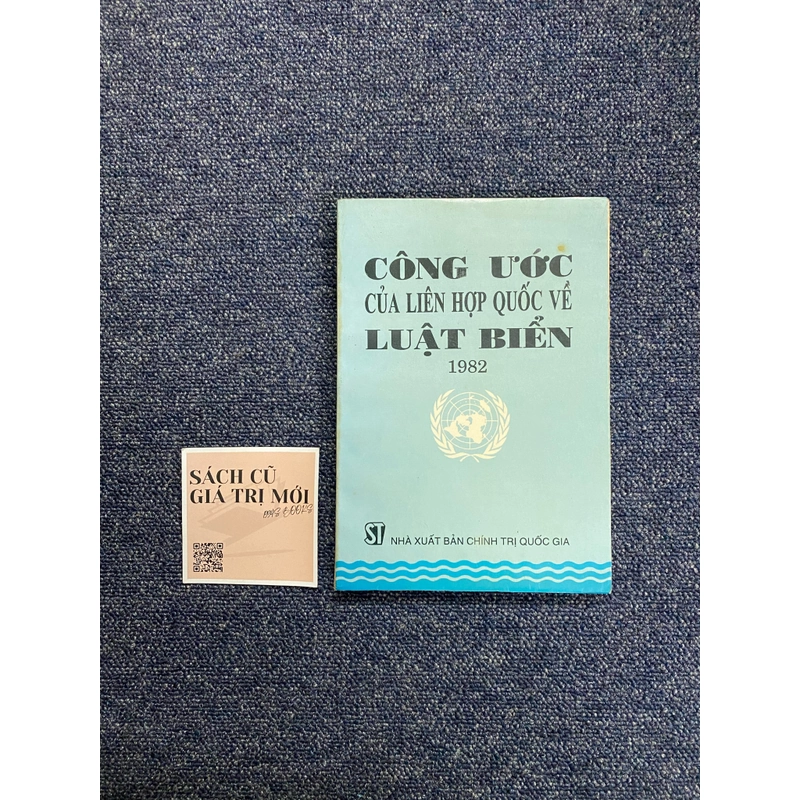 CÔNG ƯỚC
CỦA LIÊN HỢP QUỐC VỀ
LUẬT BIỂN
1982
ST NHÀ XUẤT BẢN CHÍNH TRỊ QUỐC GIA
SÁCH CŨ
GIÁ TRỊ MỚI